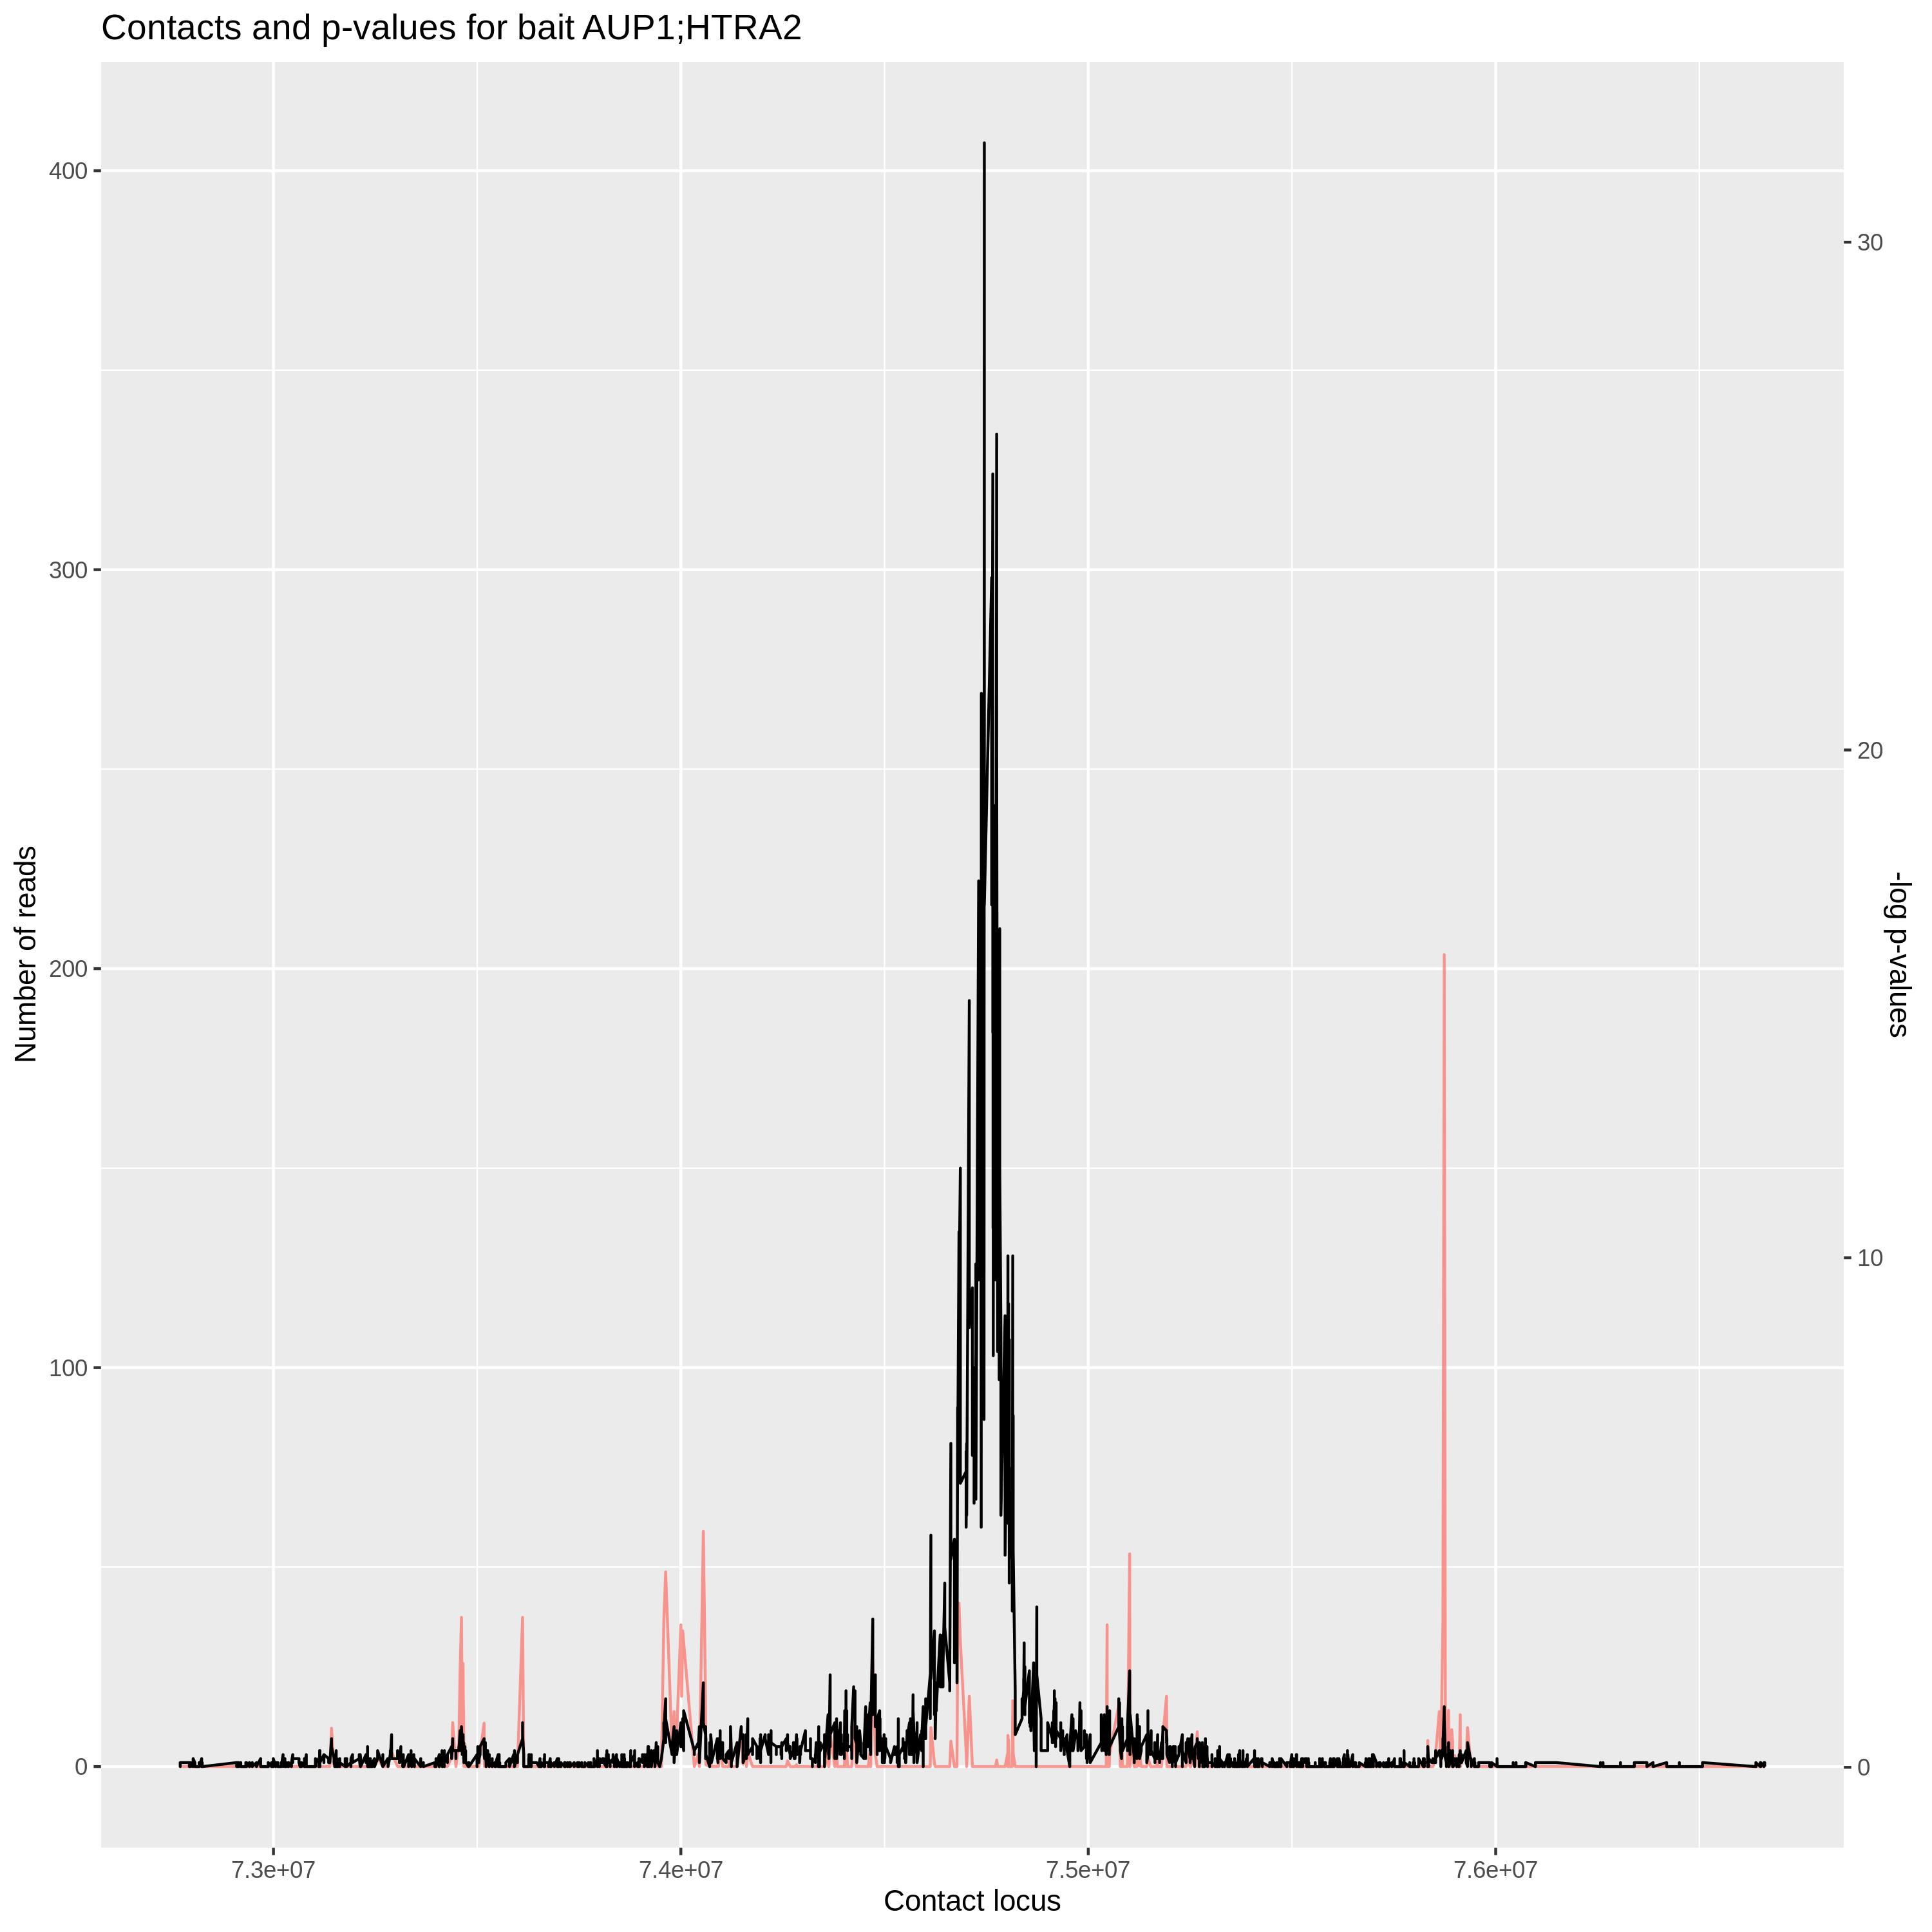 Contacts and p-values for bait AUP1;HTRA2
400
300
200
100
0
Number of reads
30
20
10
0
-log p-values
7.3e+07
7.4e+07
7.5e+07
7.6e+07
Contact locus